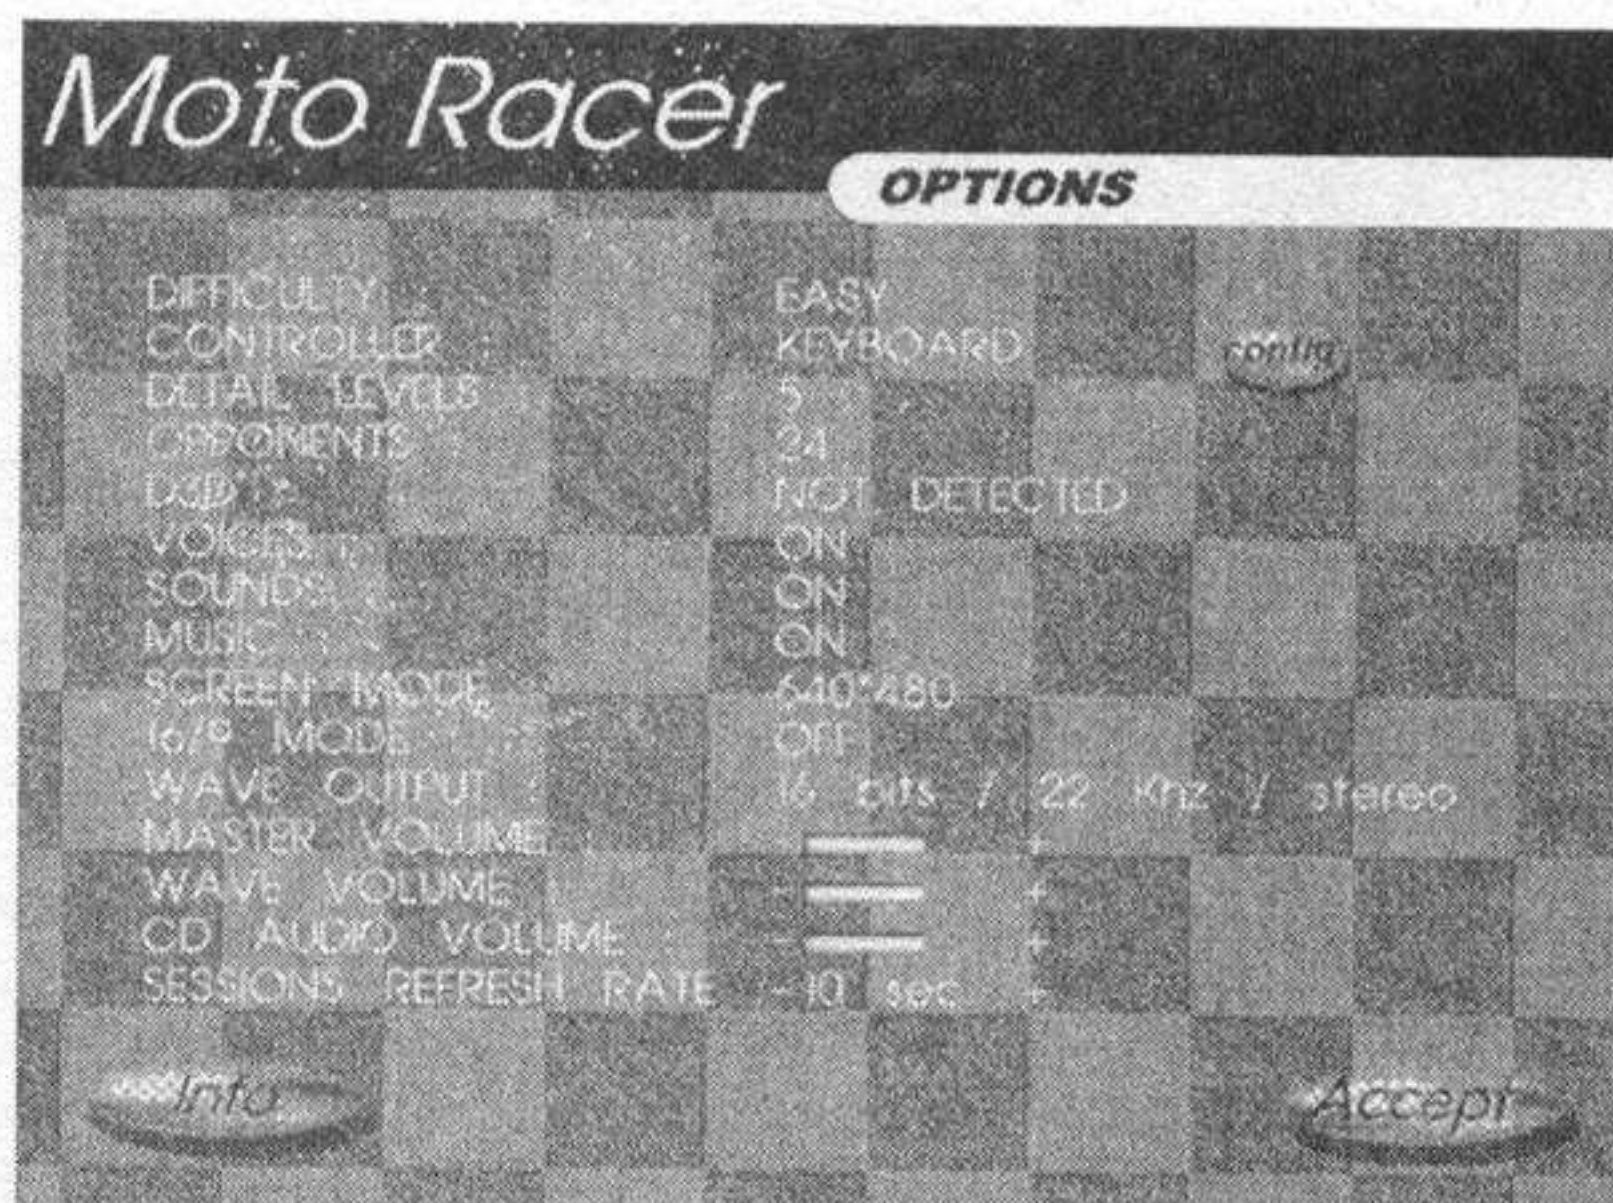 Moto Racer
OPTIONS
DIFFICULTY : EASY
CONTROLLER : KEYBOARD config
DETAIL LEVELS : 5
OPPONENTS : 24
D3D : NOT DETECTED
VOICES : ON
SOUNDS : ON
MUSIC : ON
SCREEN MODE : 640*480
MODE : OFF
WAVE OUTPUT : 16 bits / 22 Khz / stereo
MASTER VOLUME : - +
WAVE VOLUME : - +
CD AUDIO VOLUME : - +
SESSIONS REFRESH RATE - 10 sec +
Info Accept